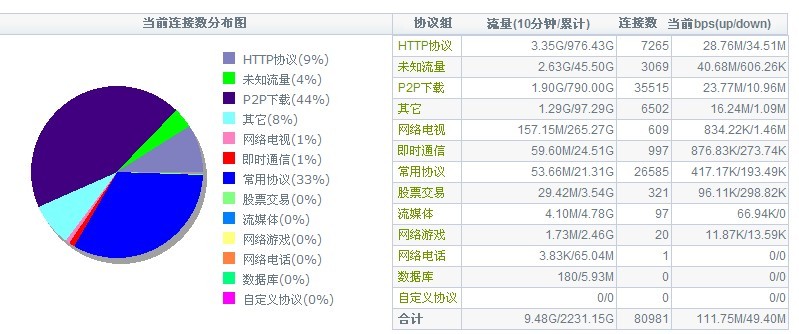 当前连接数分布图
HTTP协议(9%)
未知流量(4%)
P2P下载(44%)
其它(8%)
网络电视(1%)
即时通信(1%)
常用协议(33%)
股票交易(0%)
流媒体(0%)
网络游戏(0%)
网络电话(0%)
数据库(0%)
自定义协议(0%)
协议组 流量(10分钟/累计) 连接数 当前bps(up/down)
HTTP协议 3.35G/976.43G 7265 28.76M/34.51M
未知流量 2.63G/45.50G 3069 40.68M/606.26K
P2P下载 1.90G/790.00G 35515 23.77M/10.96M
其它 1.29G/97.29G 6502 16.24M/1.09M
网络电视 157.15M/265.27G 609 834.22K/1.46M
即时通信 59.60M/24.51G 997 876.83K/273.74K
常用协议 53.66M/21.31G 26585 417.17K/193.49K
股票交易 29.42M/3.54G 321 96.11K/298.82K
流媒体 4.10M/4.78G 97 66.94K/0
网络游戏 1.73M/2.46G 20 11.87K/13.59K
网络电话 3.83K/65.04M 1 0/0
数据库 180/5.93M 0 0/0
自定义协议 0/0 0 0/0
合计 9.48G/2231.15G 80981 111.75M/49.40M